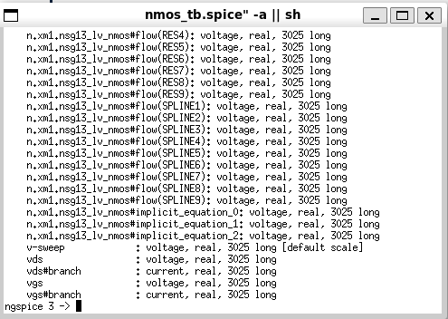 nmos_tb.spice" -a || sh
n.xm1.nsg13_lv_nmos#flow(RES4): voltage, real, 3025 long
n.xm1.nsg13_lv_nmos#flow(RES5): voltage, real, 3025 long
n.xm1.nsg13_lv_nmos#flow(RES6): voltage, real, 3025 long
n.xm1.nsg13_lv_nmos#flow(RES7): voltage, real, 3025 long
n.xm1.nsg13_lv_nmos#flow(RES8): voltage, real, 3025 long
n.xm1.nsg13_lv_nmos#flow(RES9): voltage, real, 3025 long
n.xm1.nsg13_lv_nmos#flow(SPLINE1): voltage, real, 3025 long
n.xm1.nsg13_lv_nmos#flow(SPLINE2): voltage, real, 3025 long
n.xm1.nsg13_lv_nmos#flow(SPLINE3): voltage, real, 3025 long
n.xm1.nsg13_lv_nmos#flow(SPLINE4): voltage, real, 3025 long
n.xm1.nsg13_lv_nmos#flow(SPLINE5): voltage, real, 3025 long
n.xm1.nsg13_lv_nmos#flow(SPLINE6): voltage, real, 3025 long
n.xm1.nsg13_lv_nmos#flow(SPLINE7): voltage, real, 3025 long
n.xm1.nsg13_lv_nmos#flow(SPLINE8): voltage, real, 3025 long
n.xm1.nsg13_lv_nmos#flow(SPLINE9): voltage, real, 3025 long
n.xm1.nsg13_lv_nmos#implicit_equation_0: voltage, real, 3025 long
n.xm1.nsg13_lv_nmos#implicit_equation_1: voltage, real, 3025 long
n.xm1.nsg13_lv_nmos#implicit_equation_2: voltage, real, 3025 long
v-sweep : voltage, real, 3025 long [default scale]
vds : voltage, real, 3025 long
vds#branch : current, real, 3025 long
vgs : voltage, real, 3025 long
vgs#branch : current, real, 3025 long
ngspice 3 ->